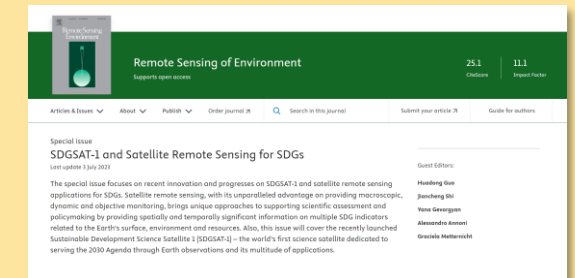 Remote Sensing of Environment
Remote Sensing of Environment
Supports open access
25.1
CiteScore
11.1
Impact Factor
Articles & Issues
About
Publish
Order journal
Search in this journal
Submit your article
Guide for authors
Special issue
SDGSAT-1 and Satellite Remote Sensing for SDGs
Last update 3 July 2023
The special issue focuses on recent innovation and progresses on SDGSAT-1 and satellite remote sensing
applications for SDGs. Satellite remote sensing, with its unparalleled advantage on providing macroscopic,
dynamic and objective monitoring, brings unique approaches to supporting scientific assessment and
policymaking by providing spatially and temporally significant information on multiple SDG indicators
related to the Earth's surface, environment and resources. Also, this issue will cover the recently launched
Sustainable Development Science Satellite 1 (SDGSAT-1) – the world's first science satellite dedicated to
serving the 2030 Agenda through Earth observations and its multitude of applications.
Guest Editors:
Huadong Guo
Jiancheng Shi
Yana Gevorgyan
Alessandro Annoni
Graciela Metternicht